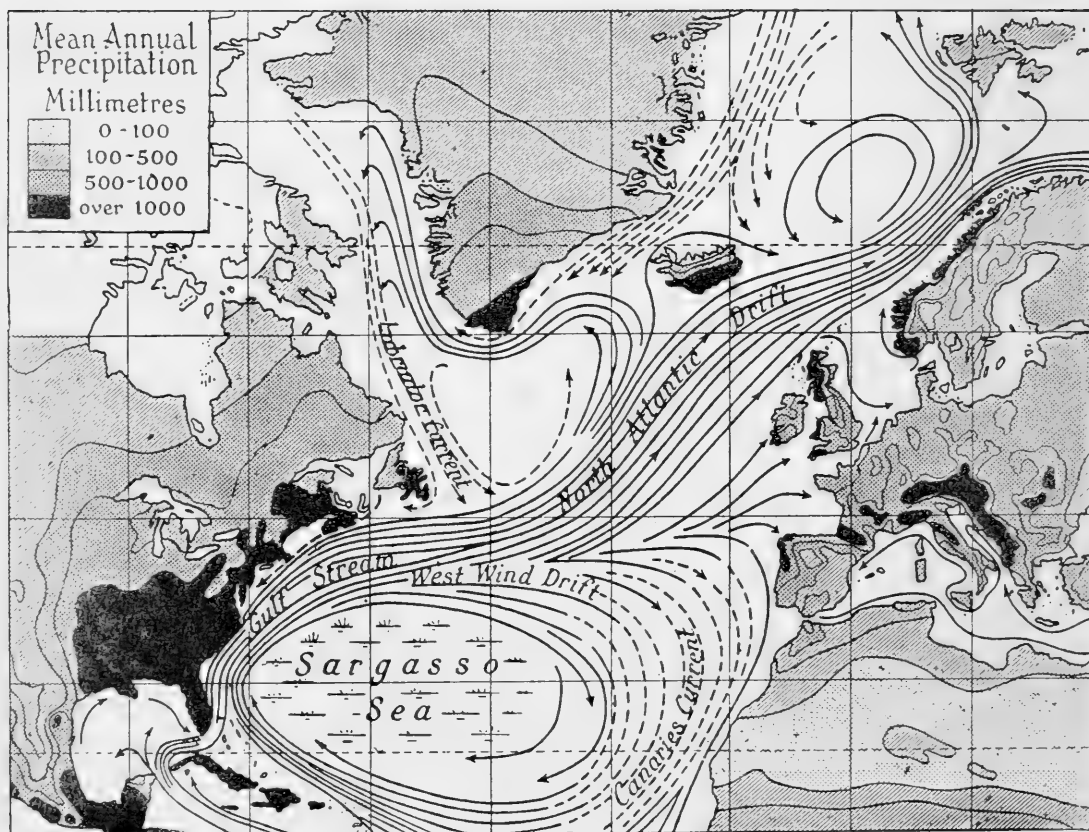 Mean Annual
Precipitation
Millimetres
0-100
100-500
500-1000
over 1000
Labrador Current
North Atlantic Drift
Gulf Stream
West Wind Drift
Sargasso
Sea
Canaries Current